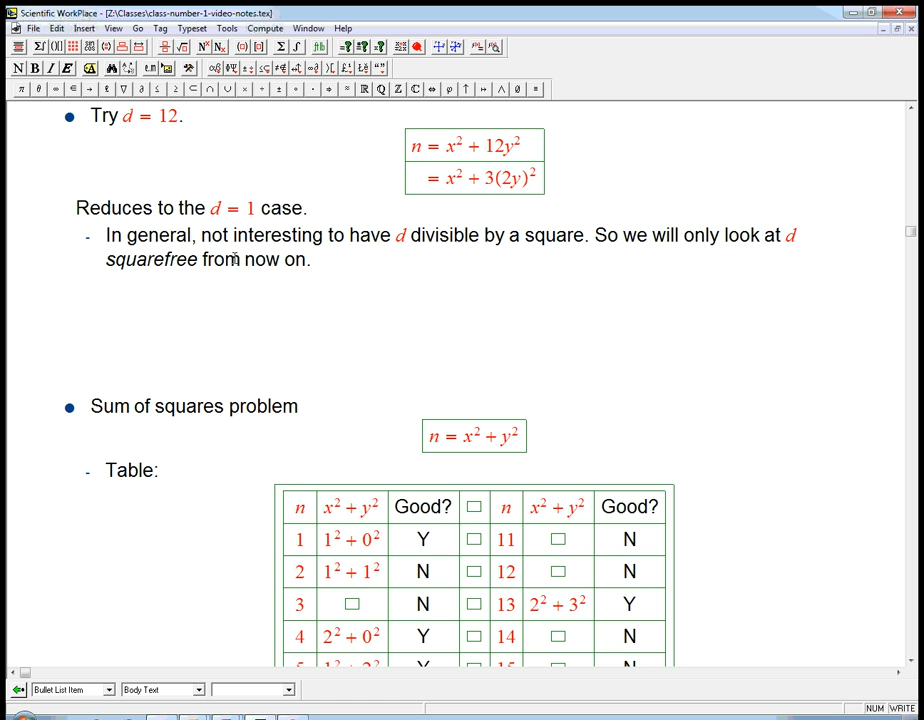 Scientific WorkPlace - [Z:\Classes\class-number-1-video-notes.tex]
File Edit Insert View Go Tag Typeset Tools Compute Window Help
• Try d = 12.
n = x² + 12y²
= x² + 3(2y)²
Reduces to the d = 1 case.
- In general, not interesting to have d divisible by a square. So we will only look at d
squarefree from now on.
• Sum of squares problem
n = x² + y²
- Table:
n x² + y² Good? □ n x² + y² Good?
1 1² + 0² Y □ 11 □ N
2 1² + 1² N □ 12 □ N
3 □ N □ 13 2² + 3² Y
4 2² + 0² Y □ 14 □ N
5 1² + 2² Y □ 15 □ N
Bullet List Item Body Text
NUM WRITE